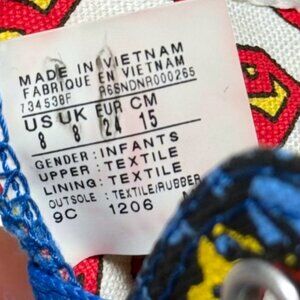 MADE IN VIETNAM
FABRIQUE EN VIETNAM
734538F R6SNDNR000265
US UK EUR CM
8 8 24 15
GENDER : INFANTS
UPPER : TEXTILE
LINING : TEXTILE
OUTSOLE : TEXTILE/RUBBER
9C 1206